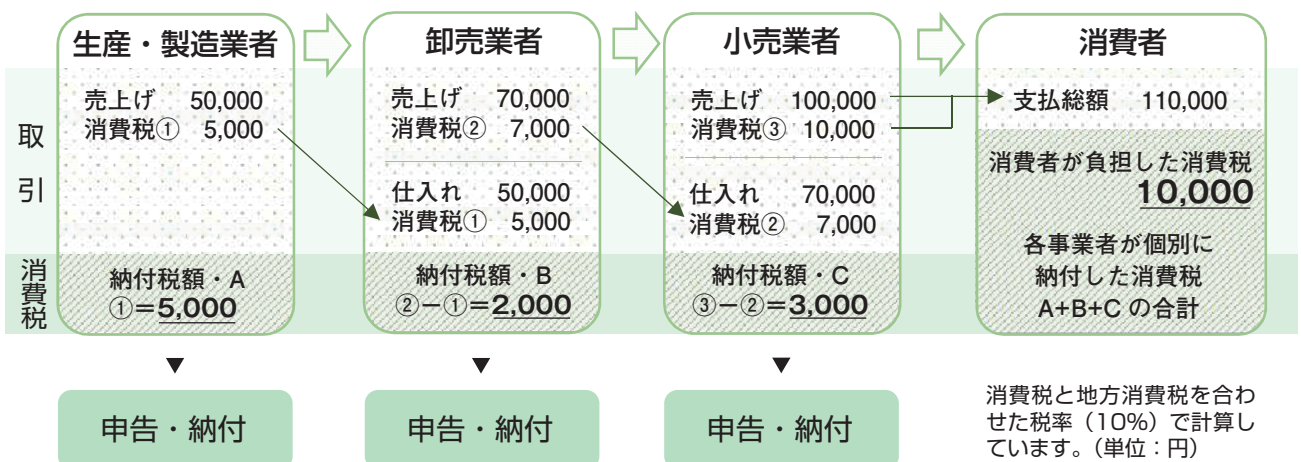 生産・製造業者
売上げ 50,000
消費税① 5,000
納付税額・A
①＝5,000
申告・納付
卸売業者
売上げ 70,000
消費税② 7,000
仕入れ 50,000
消費税① 5,000
納付税額・B
②－①＝2,000
申告・納付
小売業者
売上げ 100,000
消費税③ 10,000
仕入れ 70,000
消費税② 7,000
納付税額・C
③－②＝3,000
申告・納付
消費者
支払総額 110,000
消費者が負担した消費税
10,000
各事業者が個別に
納付した消費税
A+B+C の合計
取引
消費税
消費税と地方消費税を合わ
せた税率（10％）で計算し
ています。（単位：円）